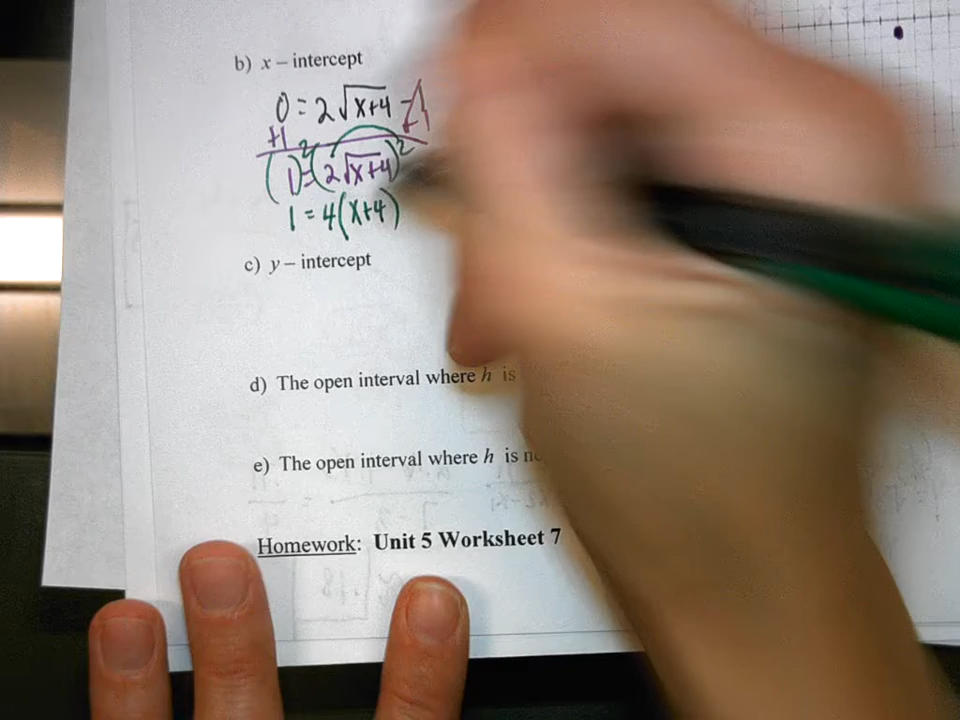 b) x – intercept
0 = 2√x+4 -1
+1 +1
(1)² = (2√x+4)²
1 = 4(x+4)
c) y – intercept
d) The open interval where h is
e) The open interval where h is
Homework: Unit 5 Worksheet 7